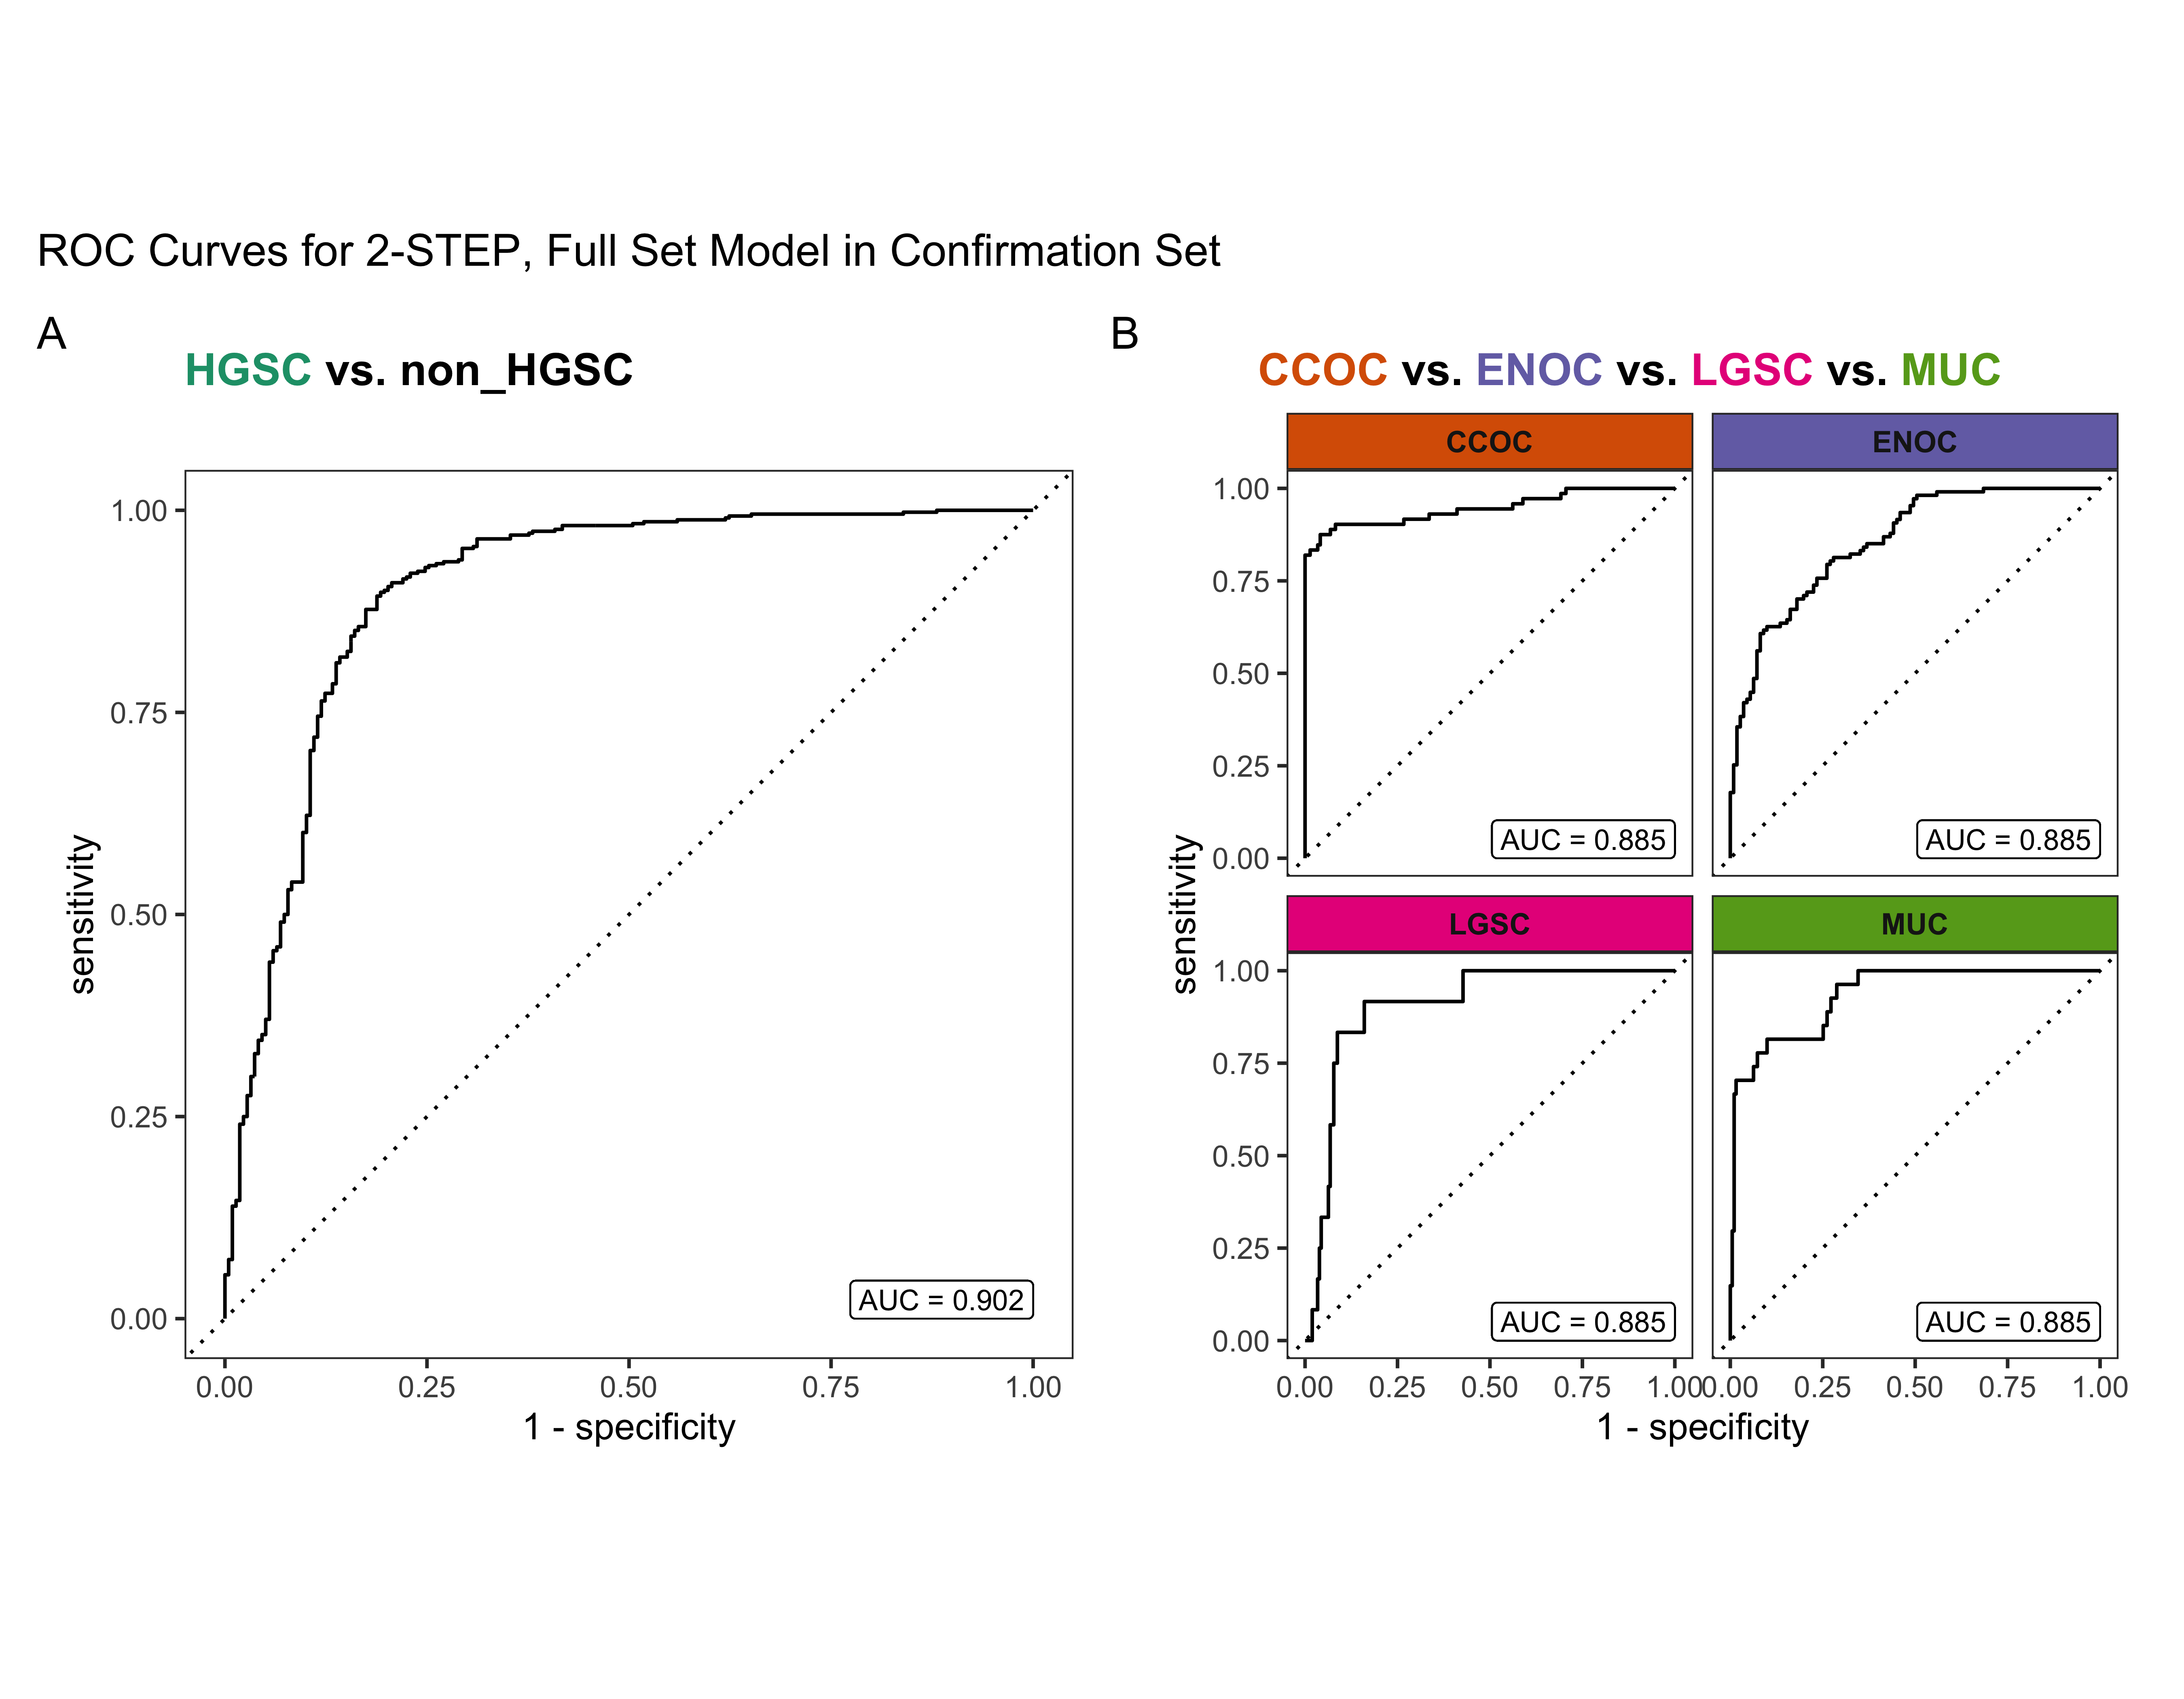 ROC Curves for 2-STEP, Full Set Model in Confirmation Set
A
HGSC vs. non_HGSC
1.00
0.75
0.50
0.25
0.00
sensitivity
AUC = 0.902
0.00 0.25 0.50 0.75 1.00
1 - specificity
B
CCOC vs. ENOC vs. LGSC vs. MUC
CCOC
ENOC
1.00
0.75
0.50
0.25
0.00
AUC = 0.885
AUC = 0.885
sensitivity
LGSC
MUC
1.00
0.75
0.50
0.25
0.00
AUC = 0.885
AUC = 0.885
0.00 0.25 0.50 0.75 1.00
0.00 0.25 0.50 0.75 1.00
1 - specificity